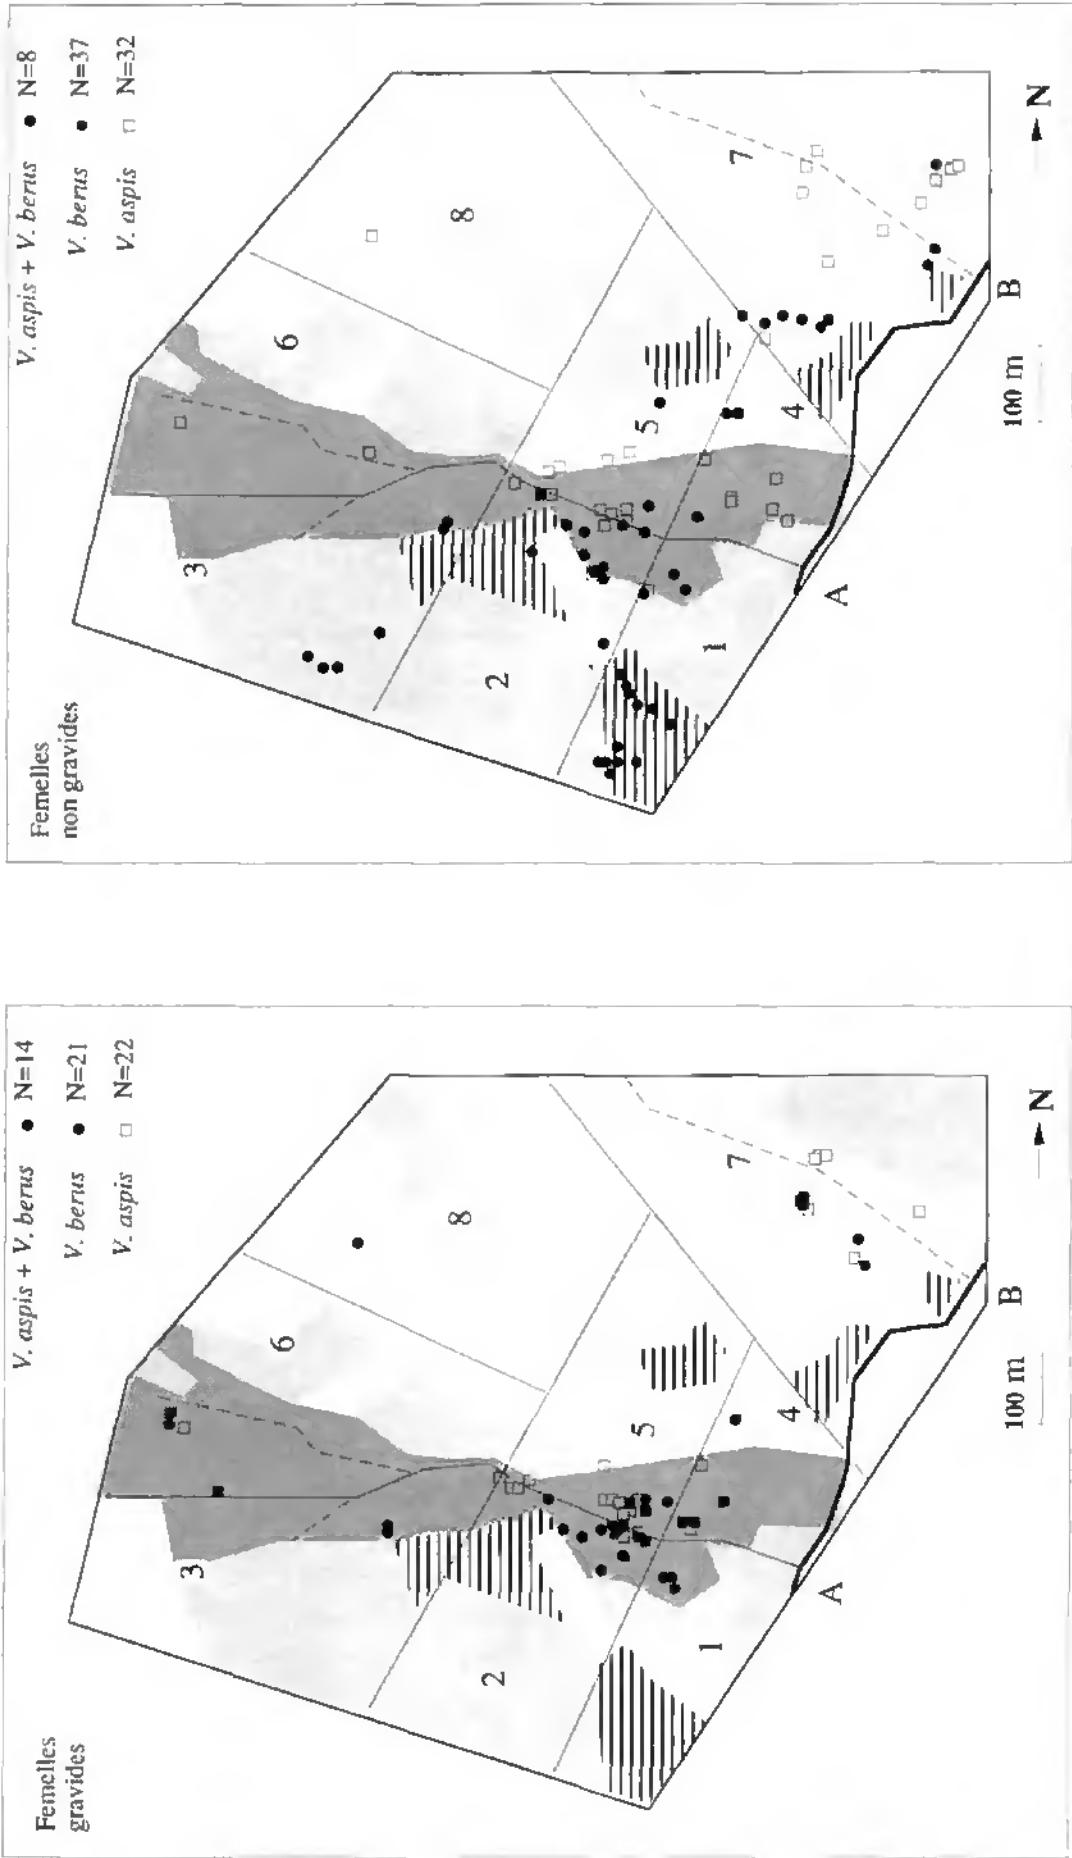 Femelles
gravides
V. aspis + V. berus ● N=14
V. berus ● N=21
V. aspis □ N=22
1
2
3
4
5
6
7
8
A
B
100 m
N
Femelles
non gravides
V. aspis + V. berus ● N=8
V. berus ● N=37
V. aspis □ N=32
1
2
3
4
5
6
7
8
A
B
100 m
N